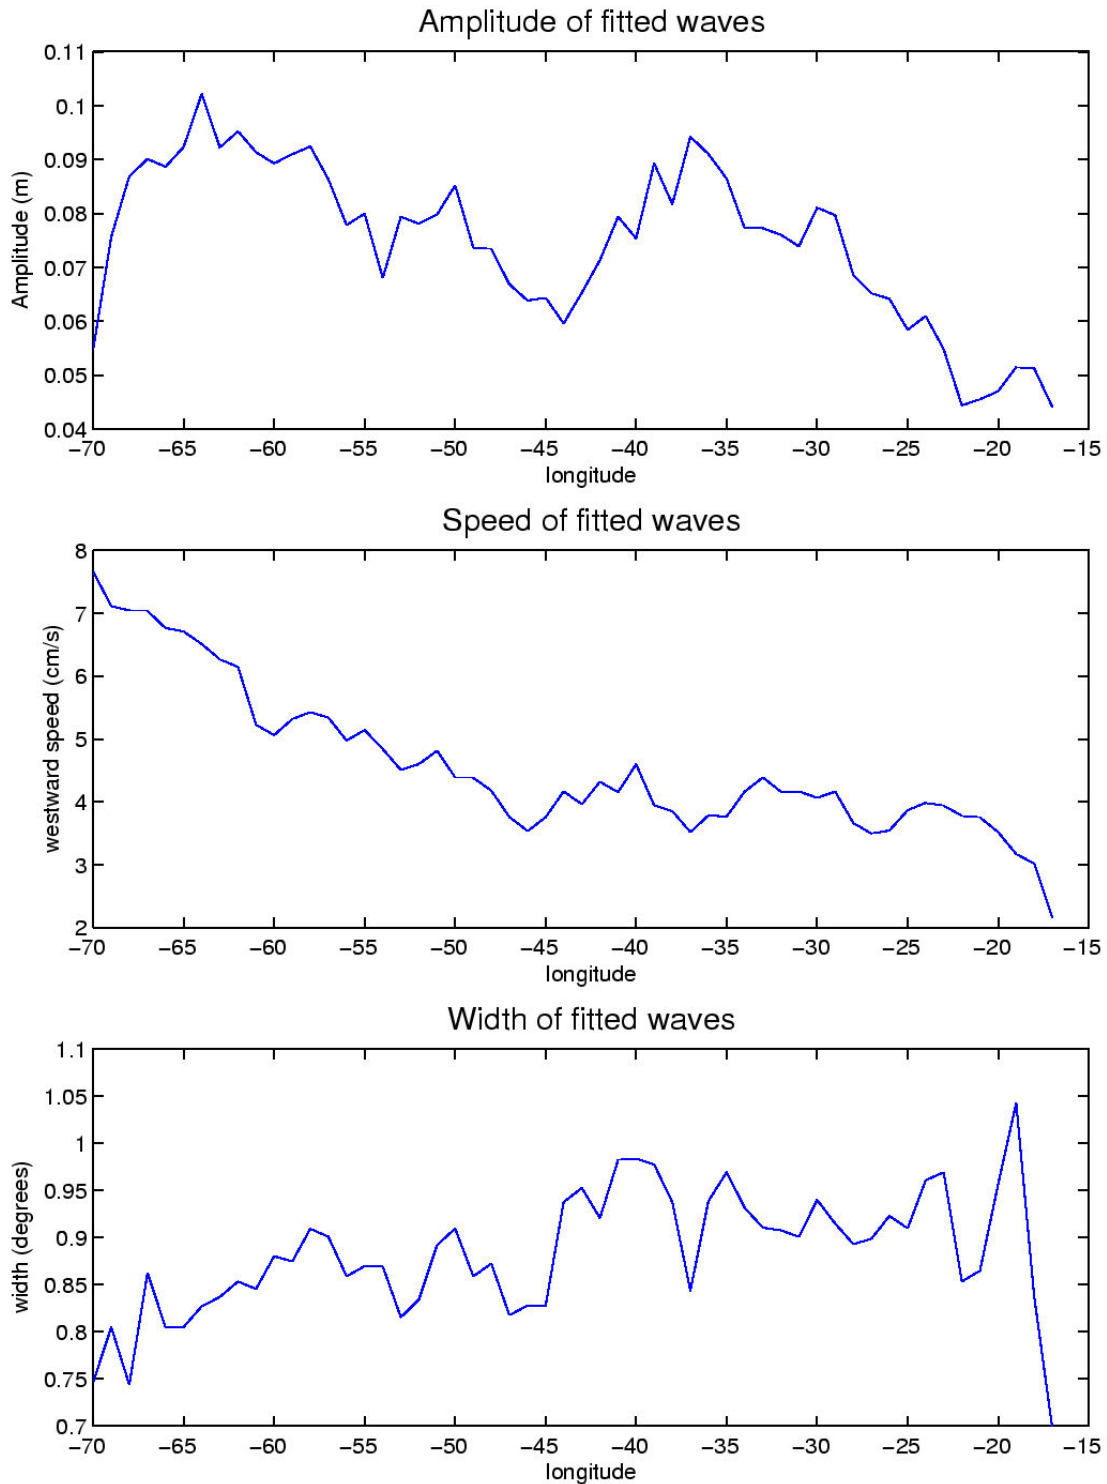 Amplitude of fitted waves
0.11
0.1
0.09
0.08
0.07
0.06
0.05
0.04
Amplitude (m)
−70 −65 −60 −55 −50 −45 −40 −35 −30 −25 −20 −15
longitude
Speed of fitted waves
8
7
6
5
4
3
2
westward speed (cm/s)
−70 −65 −60 −55 −50 −45 −40 −35 −30 −25 −20 −15
longitude
Width of fitted waves
1.1
1.05
1
0.95
0.9
0.85
0.8
0.75
0.7
width (degrees)
−70 −65 −60 −55 −50 −45 −40 −35 −30 −25 −20 −15
longitude